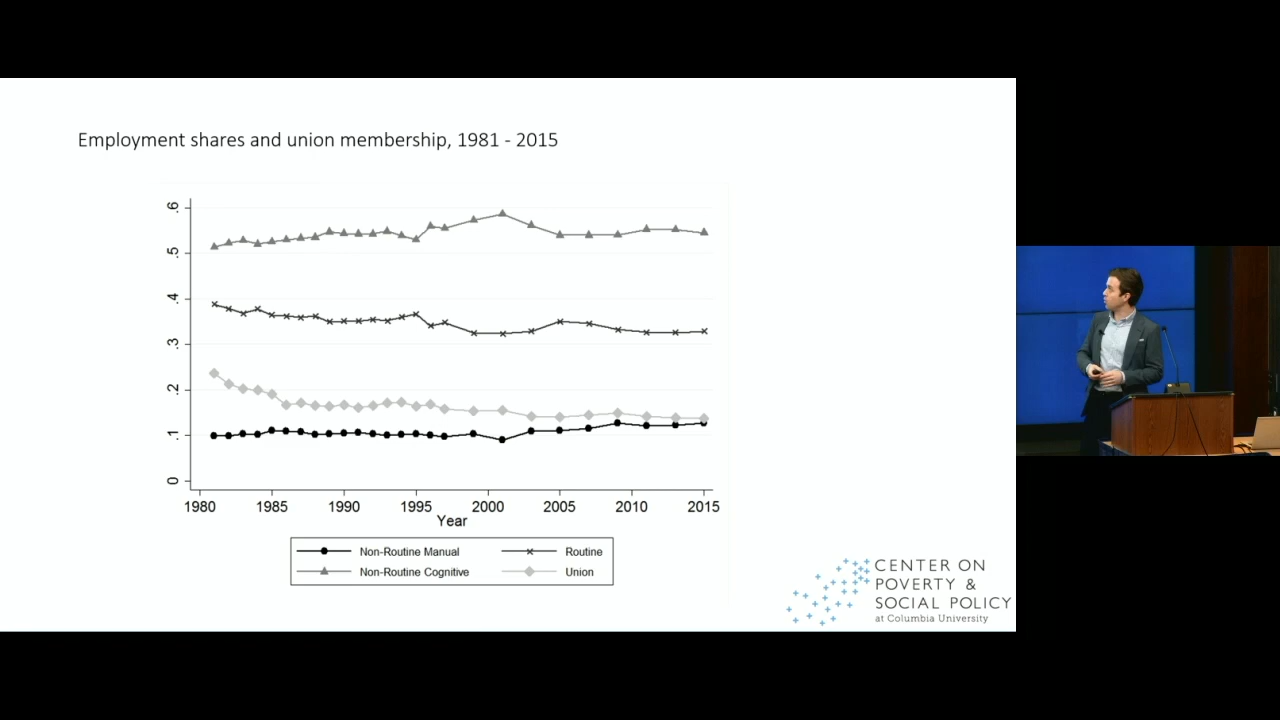 Employment shares and union membership, 1981 - 2015
.6
.5
.4
.3
.2
.1
0
1980 1985 1990 1995 2000 2005 2010 2015
Year
Non-Routine Manual Routine
Non-Routine Cognitive Union
CENTER ON
POVERTY &
SOCIAL POLICY
at Columbia University